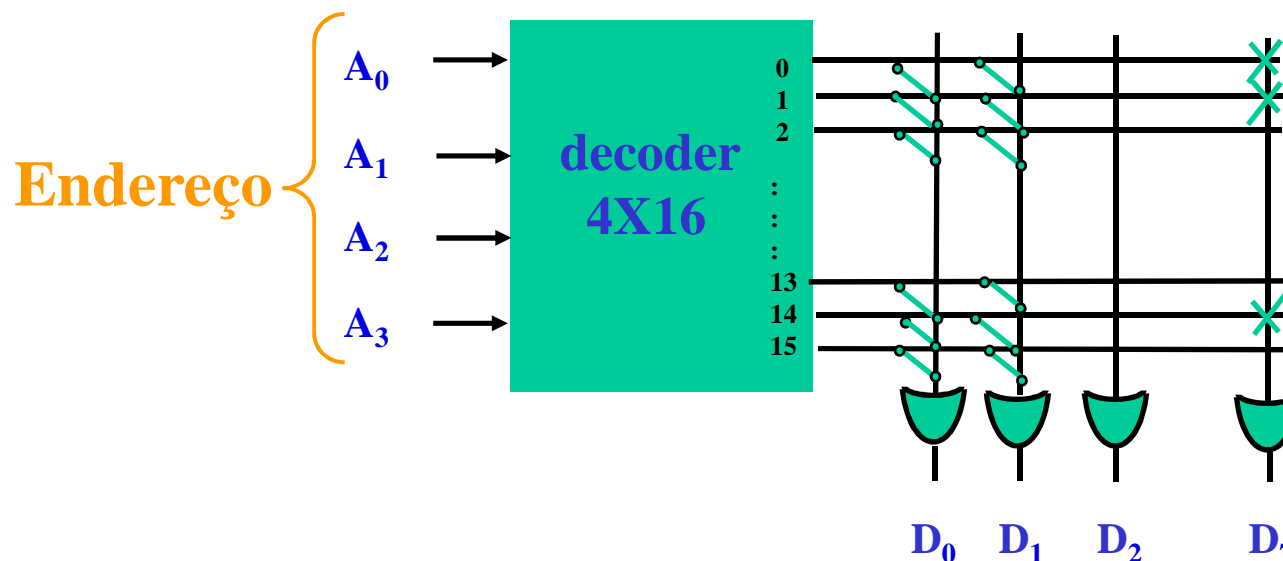 Endereço
A₀
A₁
A₂
A₃
decoder
4X16
0
1
2
:
:
:
13
14
15
D₀ D₁ D₂ D